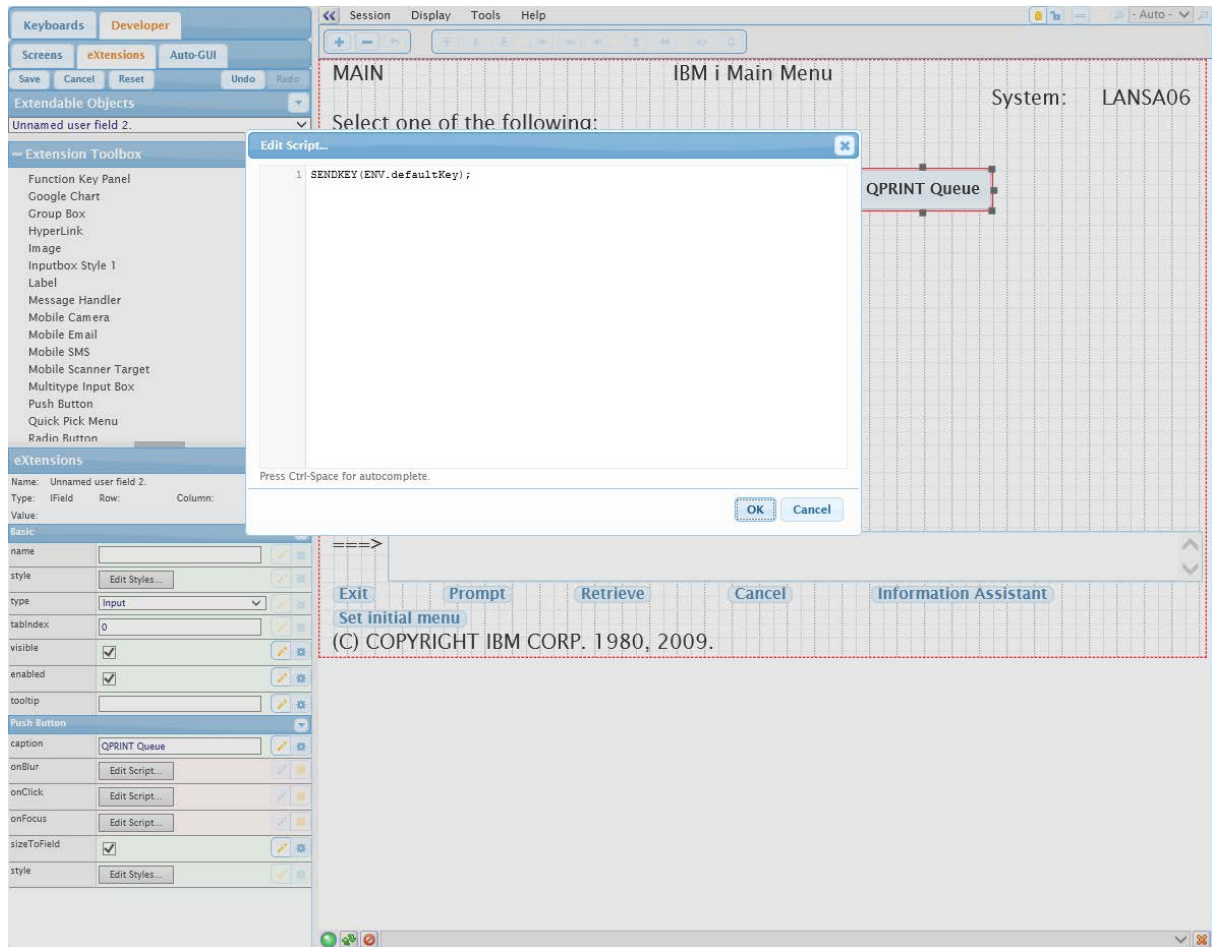 Keyboards Developer
Screens eXtensions Auto-GUI
Save Cancel Reset Undo Redo
Extendable Objects
Unnamed user field 2.
Extension Toolbox
Function Key Panel
Google Chart
Group Box
HyperLink
Image
Inputbox Style 1
Label
Message Handler
Mobile Camera
Mobile Email
Mobile SMS
Mobile Scanner Target
Multitype Input Box
Push Button
Quick Pick Menu
Radio Button
eXtensions
Name: Unnamed user field 2.
Type: IField Row: Column:
Value:
Basic
name
style Edit Styles...
type Input
tabIndex 0
visible
enabled
tooltip
Push Button
caption QPRINT Queue
onBlur Edit Script...
onClick Edit Script...
onFocus Edit Script...
sizeToField
style Edit Styles...
Session Display Tools Help
- Auto -
MAIN IBM i Main Menu
System: LANSA06
Select one of the following:
QPRINT Queue
Edit Script...
1 SENDKEY(ENV.defaultKey);
Press Ctrl-Space for autocomplete.
OK Cancel
===>
Exit Prompt Retrieve Cancel Information Assistant
Set initial menu
(C) COPYRIGHT IBM CORP. 1980, 2009.